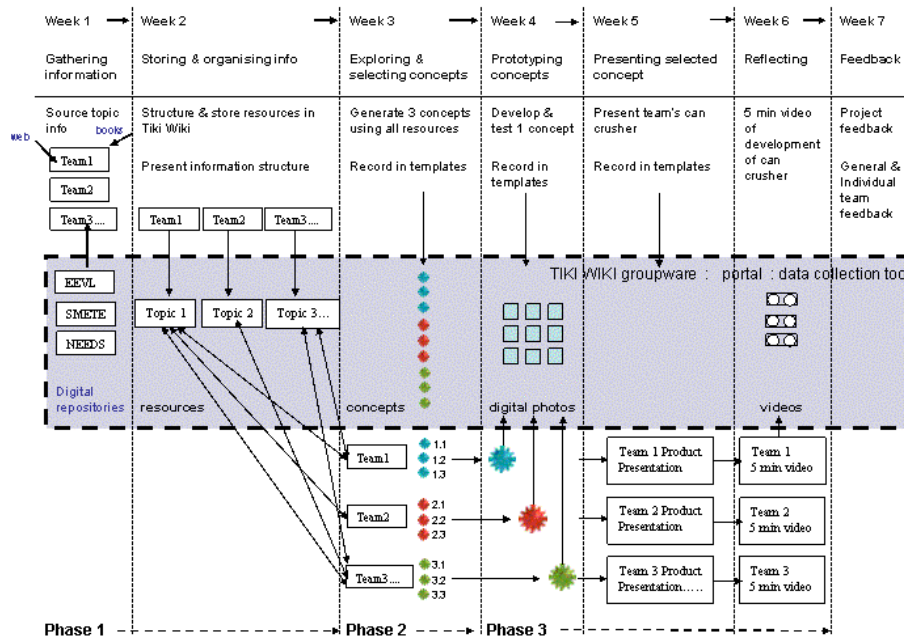 Week 1
Week 2
Week 3
Week 4
Week 5
Week 6
Week 7
Gathering
information
Storing & organising info
Exploring &
selecting concepts
Prototyping
concepts
Presenting selected
concept
Reflecting
Feedback
Source topic
info
web
books
Team1
Team2
Team3....
Structure & store resources in
Tiki Wiki
Present information structure
Team1
Team2
Team3....
Generate 3 concepts
using all resources
Record in templates
Develop &
test 1 concept
Record in
templates
Present team's can
crusher
Record in templates
5 min video
of
development
of can
crusher
Project
feedback
General &
Individual
team
feedback
TIKI WIKI groupware : portal : data collection tool
EEVL
SMETE
NEEDS
Digital
repositories
Topic 1
Topic 2
Topic 3...
resources
concepts
digital photos
videos
Team1
1.1
1.2
1.3
Team2
2.1
2.2
2.3
Team3....
3.1
3.2
3.3
Team 1 Product
Presentation
Team 2 Product
Presentation
Team 3 Product
Presentation.....
Team 1
5 min video
Team 2
5 min video
Team 3
5 min video
Phase 1
Phase 2
Phase 3